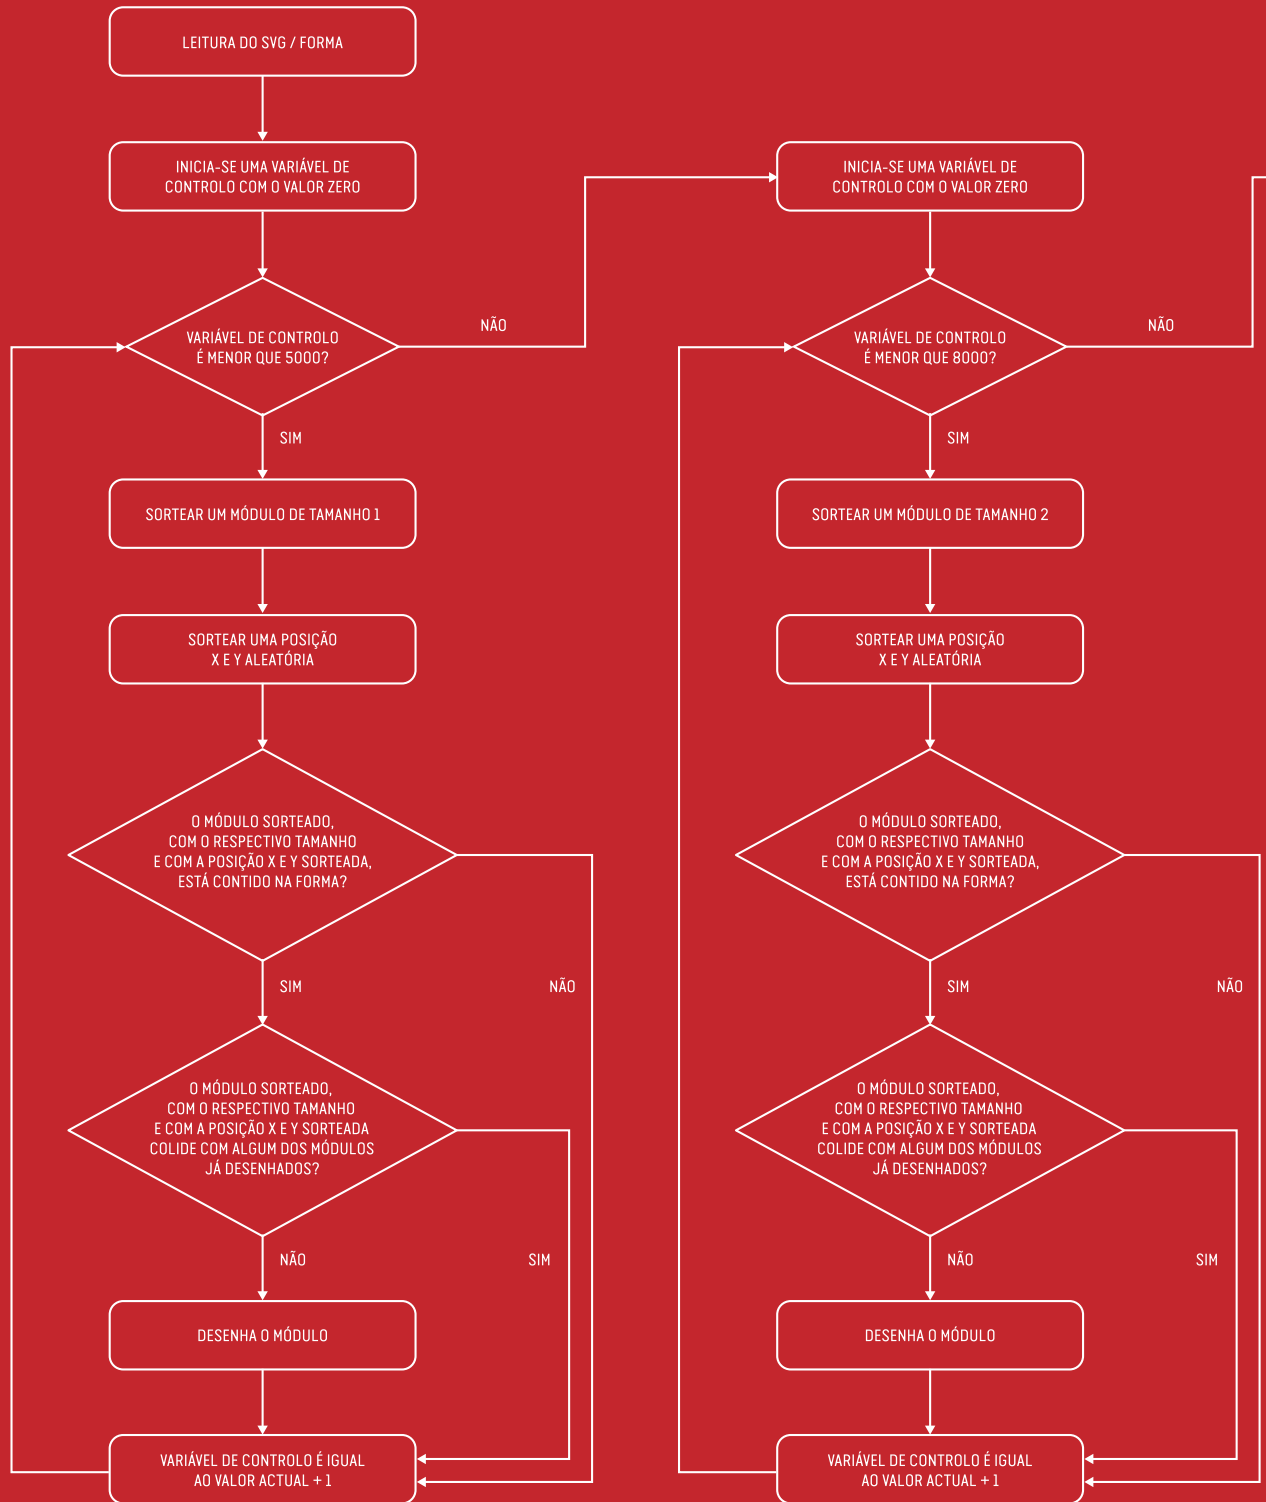 LEITURA DO SVG / FORMA
INICIA-SE UMA VARIÁVEL DE
CONTROLO COM O VALOR ZERO
VARIÁVEL DE CONTROLO
É MENOR QUE 5000?
NÃO
SIM
SORTEAR UM MÓDULO DE TAMANHO 1
SORTEAR UMA POSIÇÃO
X E Y ALEATÓRIA
O MÓDULO SORTEADO,
COM O RESPECTIVO TAMANHO
E COM A POSIÇÃO X E Y SORTEADA,
ESTÁ CONTIDO NA FORMA?
SIM
NÃO
O MÓDULO SORTEADO,
COM O RESPECTIVO TAMANHO
E COM A POSIÇÃO X E Y SORTEADA
COLIDE COM ALGUM DOS MÓDULOS
JÁ DESENHADOS?
NÃO
SIM
DESENHA O MÓDULO
VARIÁVEL DE CONTROLO É IGUAL
AO VALOR ACTUAL + 1
INICIA-SE UMA VARIÁVEL DE
CONTROLO COM O VALOR ZERO
VARIÁVEL DE CONTROLO
É MENOR QUE 8000?
NÃO
SIM
SORTEAR UM MÓDULO DE TAMANHO 2
SORTEAR UMA POSIÇÃO
X E Y ALEATÓRIA
O MÓDULO SORTEADO,
COM O RESPECTIVO TAMANHO
E COM A POSIÇÃO X E Y SORTEADA,
ESTÁ CONTIDO NA FORMA?
SIM
NÃO
O MÓDULO SORTEADO,
COM O RESPECTIVO TAMANHO
E COM A POSIÇÃO X E Y SORTEADA
COLIDE COM ALGUM DOS MÓDULOS
JÁ DESENHADOS?
NÃO
SIM
DESENHA O MÓDULO
VARIÁVEL DE CONTROLO É IGUAL
AO VALOR ACTUAL + 1